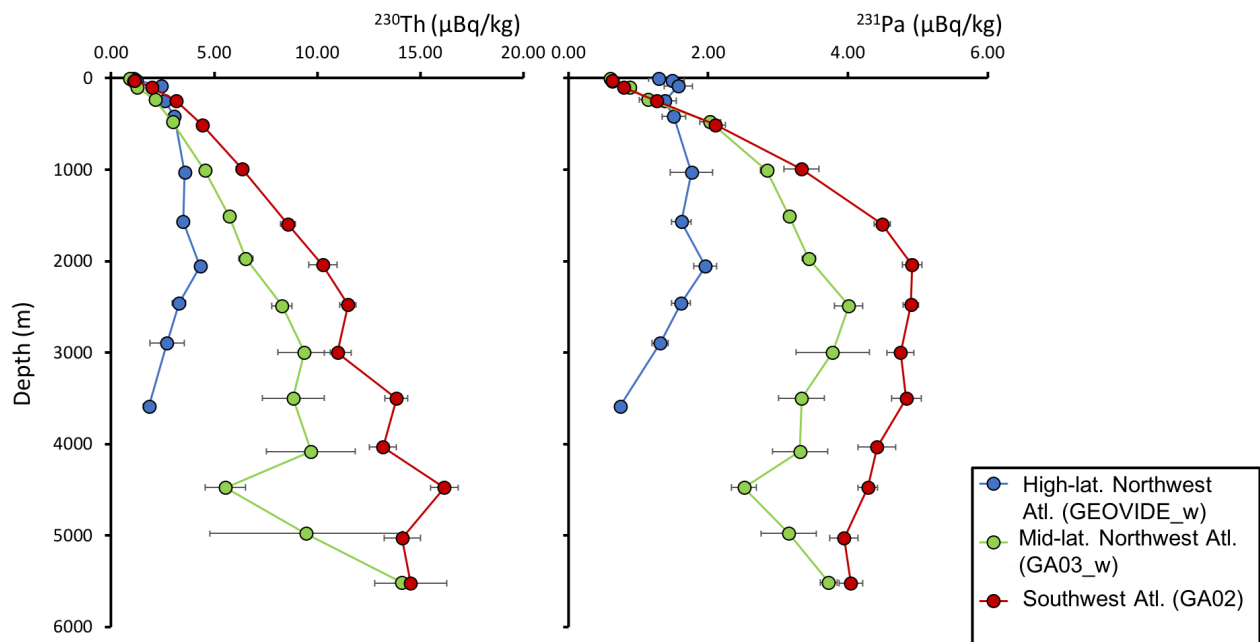 ²³⁰Th (µBq/kg)
0.00 5.00 10.00 15.00 20.00
²³¹Pa (µBq/kg)
0.00 2.00 4.00 6.00
Depth (m)
0
1000
2000
3000
4000
5000
6000
High-lat. Northwest
Atl. (GEOVIDE_w)
Mid-lat. Northwest Atl.
(GA03_w)
Southwest Atl. (GA02)